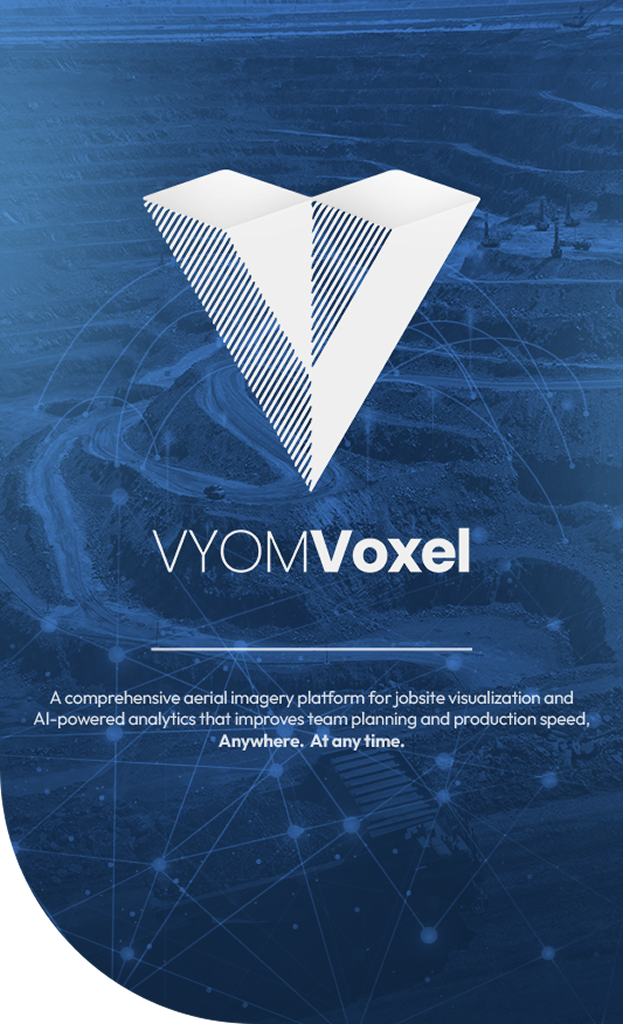 VYOMVoxel
A comprehensive aerial imagery platform for jobsite visualization and
AI-powered analytics that improves team planning and production speed,
Anywhere. At any time.